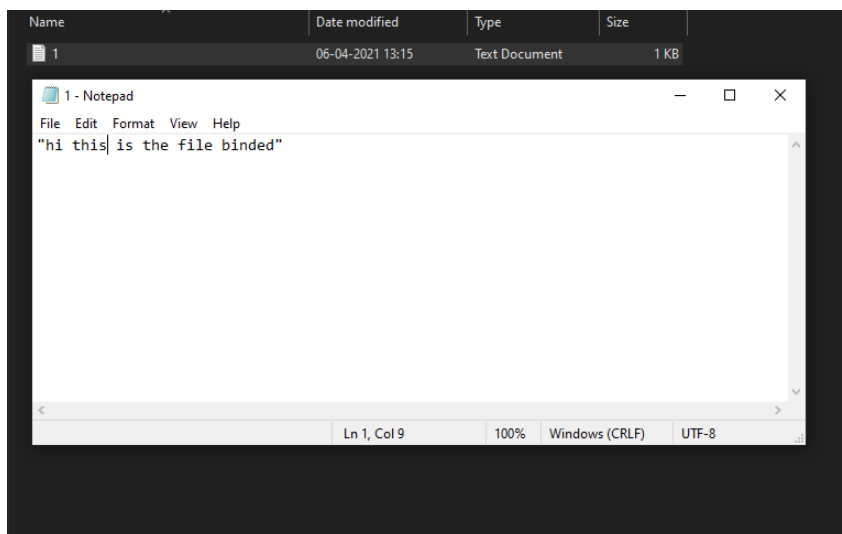 Name Date modified Type Size
1 06-04-2021 13:15 Text Document 1 KB
1 - Notepad
File Edit Format View Help
"hi this is the file binded"
Ln 1, Col 9 100% Windows (CRLF) UTF-8